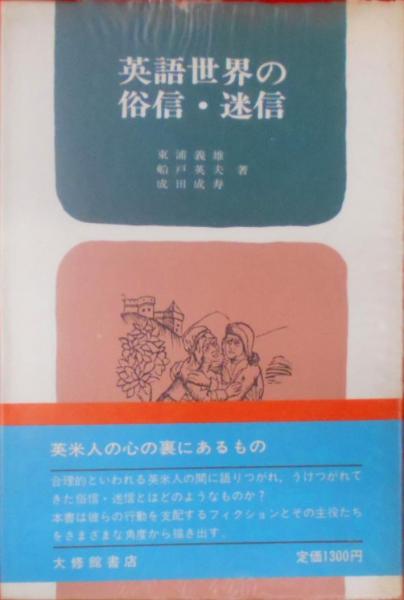 英語世界の
俗信・迷信
東浦義雄
船戸英夫 著
成田成寿
英米人の心の裏にあるもの
合理的といわれる英米人の間に語りつがれ，うけつがれて
きた俗信・迷信とはどのようなものか？
本書は彼らの行動を支配するフィクションとその主役たち
をさまざまな角度から描き出す。
大修館書店
定価1300円